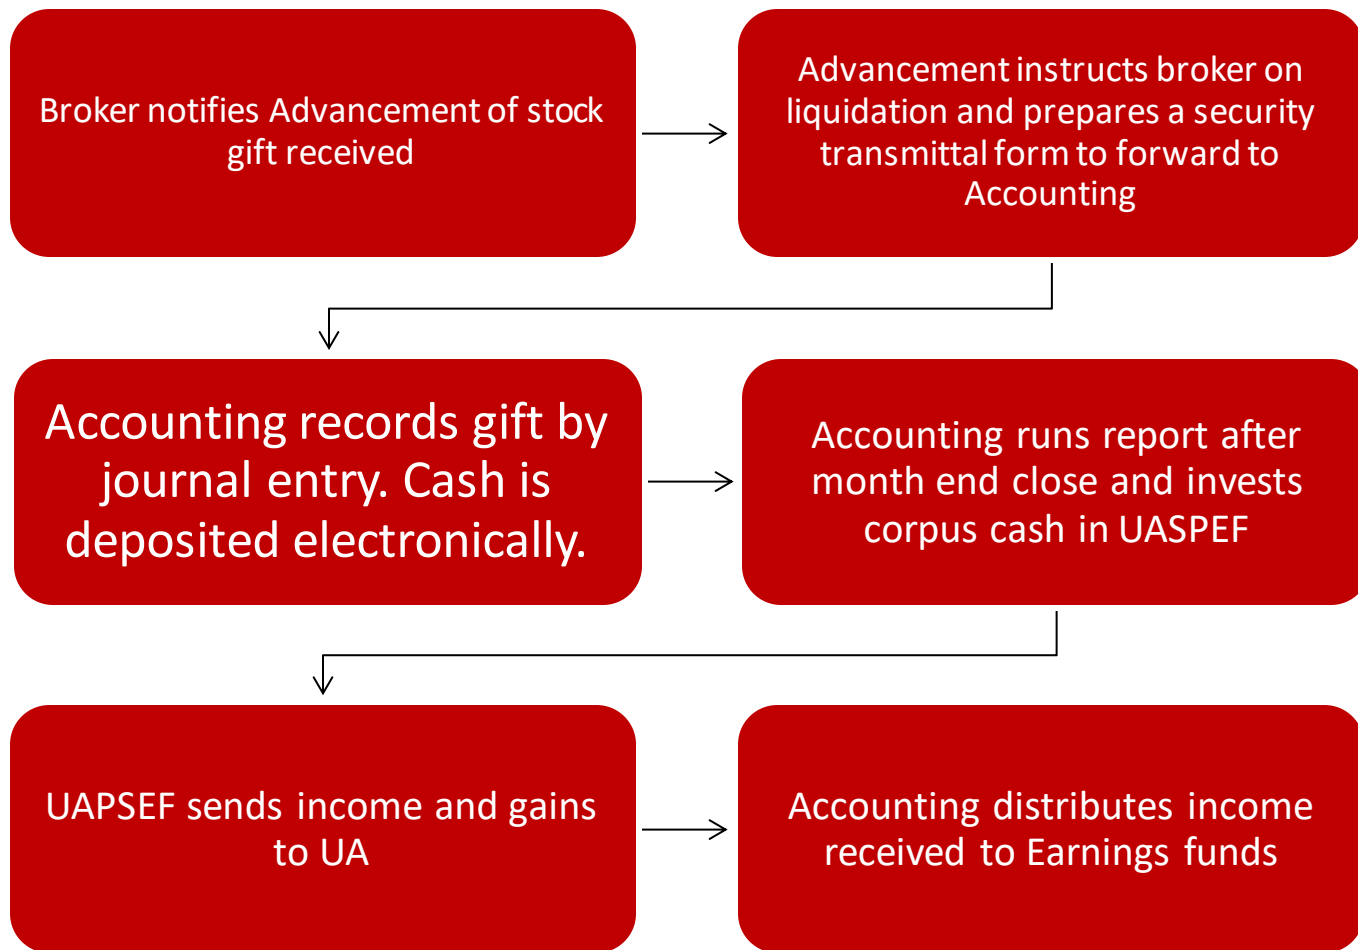 Broker notifies Advancement of stock
gift received
Advancement instructs broker on
liquidation and prepares a security
transmittal form to forward to
Accounting
Accounting records gift by
journal entry. Cash is
deposited electronically.
Accounting runs report after
month end close and invests
corpus cash in UASPEF
UAPSEF sends income and gains
to UA
Accounting distributes income
received to Earnings funds